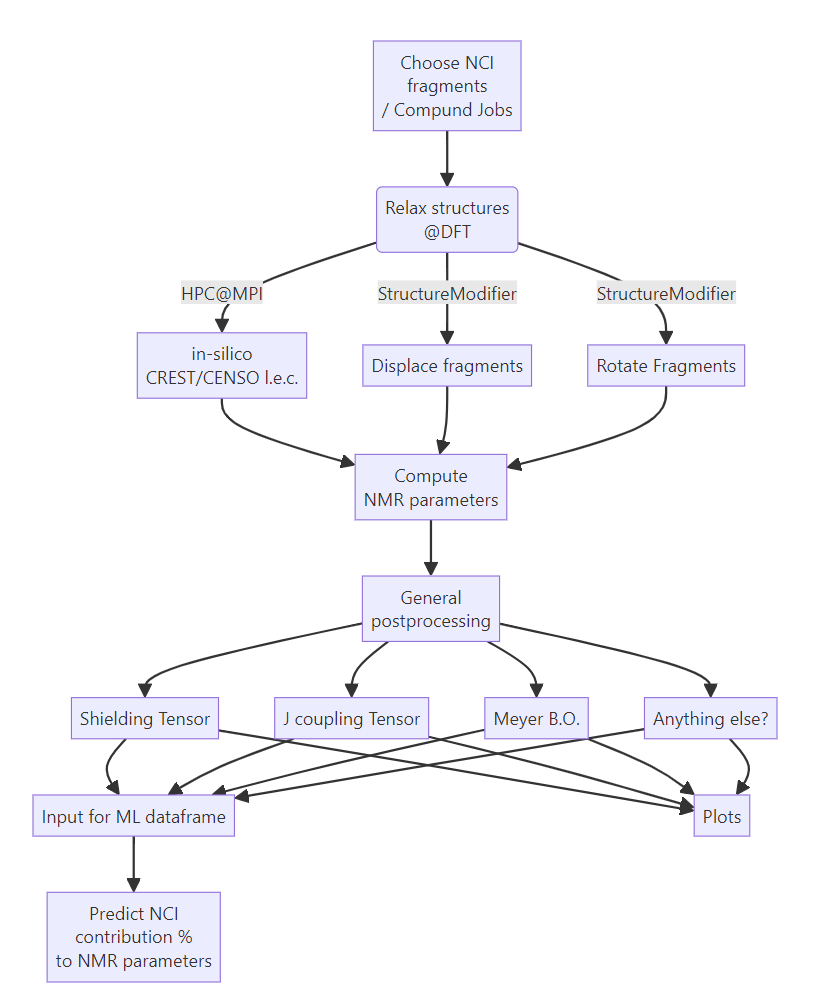 Choose NCI
fragments
/ Compund Jobs
Relax structures
@DFT
HPC@MPI
StructureModifier
StructureModifier
in-silico
CREST/CENSO l.e.c.
Displace fragments
Rotate Fragments
Compute
NMR parameters
General
postprocessing
Shielding Tensor
J coupling Tensor
Meyer B.O.
Anything else?
Input for ML dataframe
Plots
Predict NCI
contribution %
to NMR parameters